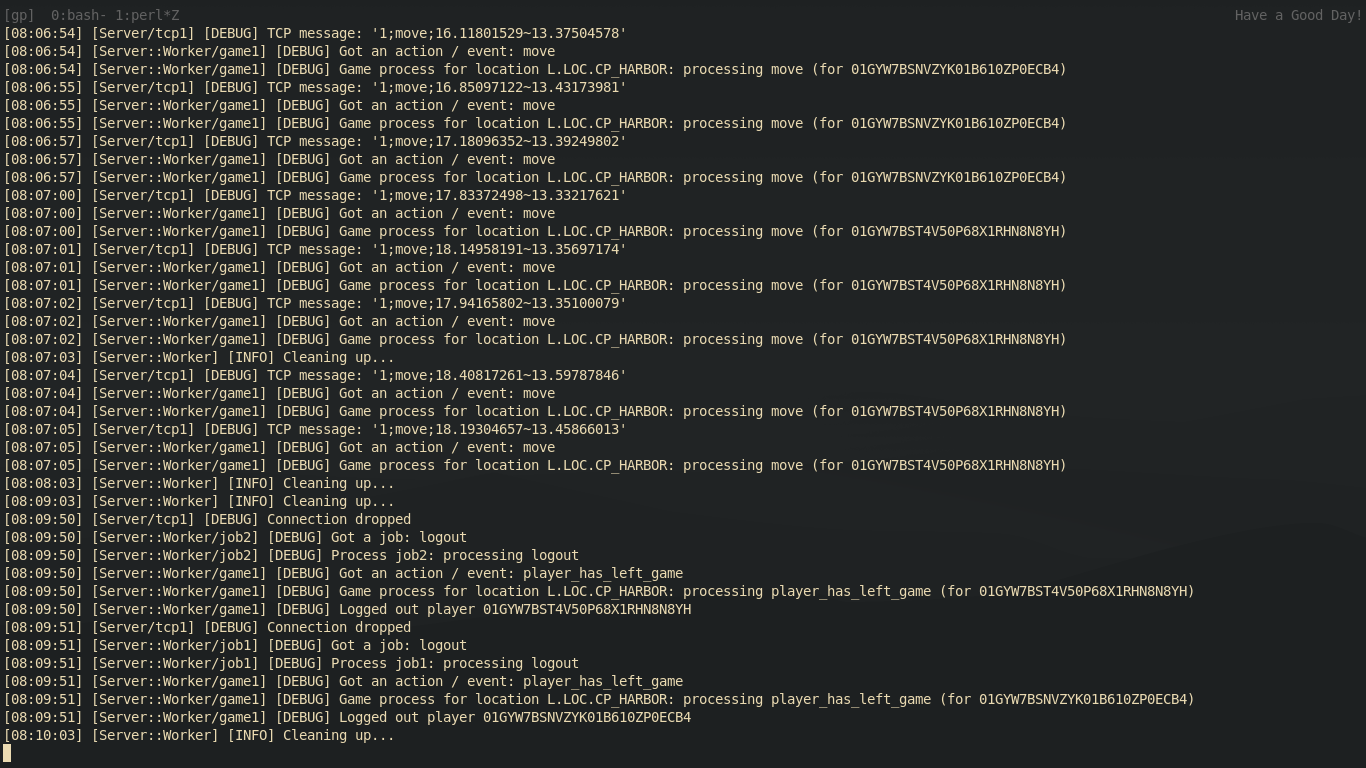 [gp]  0:bash- 1:perl*Z Have a Good Day!
[08:06:54] [Server/tcp1] [DEBUG] TCP message: '1;move;16.11801529~13.37504578'
[08:06:54] [Server::Worker/game1] [DEBUG] Got an action / event: move
[08:06:54] [Server::Worker/game1] [DEBUG] Game process for location L.LOC.CP_HARBOR: processing move (for 01GYW7BSNVZYK01B610ZP0ECB4)
[08:06:55] [Server/tcp1] [DEBUG] TCP message: '1;move;16.85097122~13.43173981'
[08:06:55] [Server::Worker/game1] [DEBUG] Got an action / event: move
[08:06:55] [Server::Worker/game1] [DEBUG] Game process for location L.LOC.CP_HARBOR: processing move (for 01GYW7BSNVZYK01B610ZP0ECB4)
[08:06:57] [Server/tcp1] [DEBUG] TCP message: '1;move;17.18096352~13.39249802'
[08:06:57] [Server::Worker/game1] [DEBUG] Got an action / event: move
[08:06:57] [Server::Worker/game1] [DEBUG] Game process for location L.LOC.CP_HARBOR: processing move (for 01GYW7BSNVZYK01B610ZP0ECB4)
[08:07:00] [Server/tcp1] [DEBUG] TCP message: '1;move;17.83372498~13.33217621'
[08:07:00] [Server::Worker/game1] [DEBUG] Got an action / event: move
[08:07:00] [Server::Worker/game1] [DEBUG] Game process for location L.LOC.CP_HARBOR: processing move (for 01GYW7BST4V50P68X1RHN8N8YH)
[08:07:01] [Server/tcp1] [DEBUG] TCP message: '1;move;18.14958191~13.35697174'
[08:07:01] [Server::Worker/game1] [DEBUG] Got an action / event: move
[08:07:01] [Server::Worker/game1] [DEBUG] Game process for location L.LOC.CP_HARBOR: processing move (for 01GYW7BST4V50P68X1RHN8N8YH)
[08:07:02] [Server/tcp1] [DEBUG] TCP message: '1;move;17.94165802~13.35100079'
[08:07:02] [Server::Worker/game1] [DEBUG] Got an action / event: move
[08:07:02] [Server::Worker/game1] [DEBUG] Game process for location L.LOC.CP_HARBOR: processing move (for 01GYW7BST4V50P68X1RHN8N8YH)
[08:07:03] [Server::Worker] [INFO] Cleaning up...
[08:07:04] [Server/tcp1] [DEBUG] TCP message: '1;move;18.40817261~13.59787846'
[08:07:04] [Server::Worker/game1] [DEBUG] Got an action / event: move
[08:07:04] [Server::Worker/game1] [DEBUG] Game process for location L.LOC.CP_HARBOR: processing move (for 01GYW7BST4V50P68X1RHN8N8YH)
[08:07:05] [Server/tcp1] [DEBUG] TCP message: '1;move;18.19304657~13.45866013'
[08:07:05] [Server::Worker/game1] [DEBUG] Got an action / event: move
[08:07:05] [Server::Worker/game1] [DEBUG] Game process for location L.LOC.CP_HARBOR: processing move (for 01GYW7BST4V50P68X1RHN8N8YH)
[08:08:03] [Server::Worker] [INFO] Cleaning up...
[08:09:03] [Server::Worker] [INFO] Cleaning up...
[08:09:50] [Server/tcp1] [DEBUG] Connection dropped
[08:09:50] [Server::Worker/job2] [DEBUG] Got a job: logout
[08:09:50] [Server::Worker/job2] [DEBUG] Process job2: processing logout
[08:09:50] [Server::Worker/game1] [DEBUG] Got an action / event: player_has_left_game
[08:09:50] [Server::Worker/game1] [DEBUG] Game process for location L.LOC.CP_HARBOR: processing player_has_left_game (for 01GYW7BST4V50P68X1RHN8N8YH)
[08:09:50] [Server::Worker/game1] [DEBUG] Logged out player 01GYW7BST4V50P68X1RHN8N8YH
[08:09:51] [Server/tcp1] [DEBUG] Connection dropped
[08:09:51] [Server::Worker/job1] [DEBUG] Got a job: logout
[08:09:51] [Server::Worker/job1] [DEBUG] Process job1: processing logout
[08:09:51] [Server::Worker/game1] [DEBUG] Got an action / event: player_has_left_game
[08:09:51] [Server::Worker/game1] [DEBUG] Game process for location L.LOC.CP_HARBOR: processing player_has_left_game (for 01GYW7BSNVZYK01B610ZP0ECB4)
[08:09:51] [Server::Worker/game1] [DEBUG] Logged out player 01GYW7BSNVZYK01B610ZP0ECB4
[08:10:03] [Server::Worker] [INFO] Cleaning up...